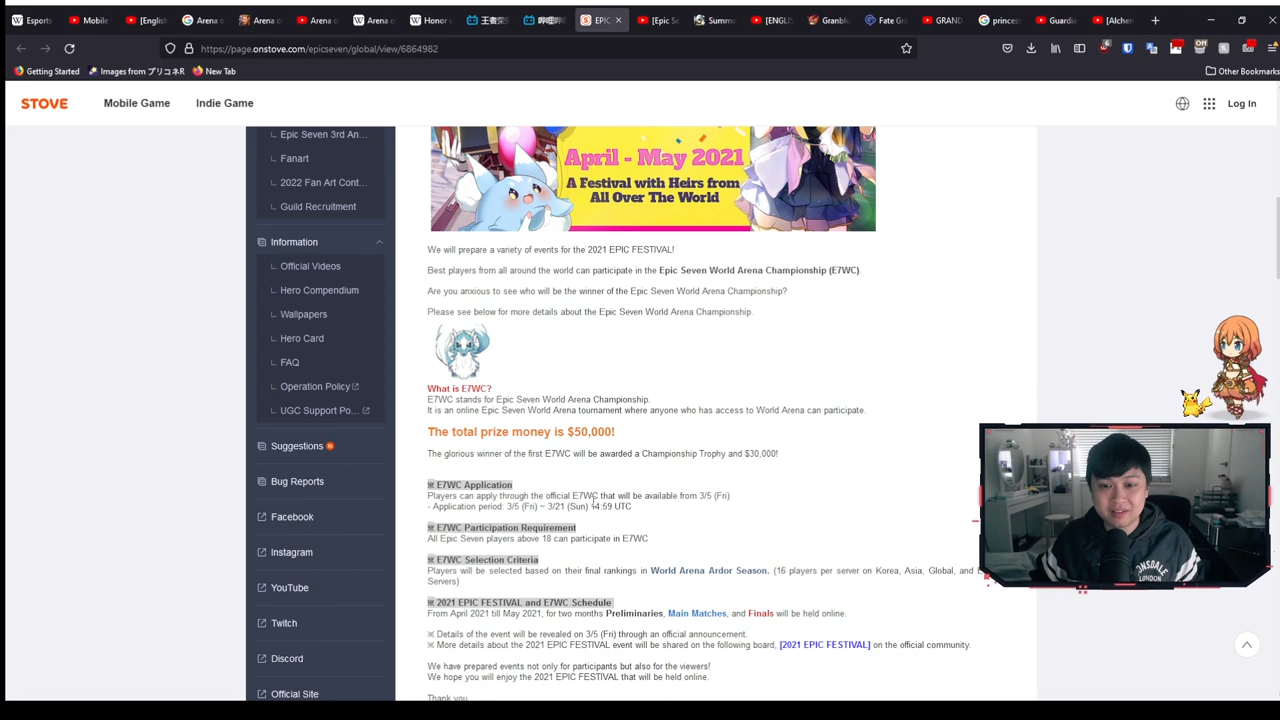 Esports
Mobile
[English
Arena o
Arena o
Arena o
Arena o
Honor o
王者荣
哔哩哔
EPIC
[Epic Se
Summo
[ENGLIS
Granblu
Fate Gra
GRAND
princes
Guardia
[Alchem
https://page.onstove.com/epicseven/global/view/6864982
6
Off
Getting Started
Images from プリコネR
New Tab
Other Bookmarks
STOVE
Mobile Game
Indie Game
Log In
Epic Seven 3rd An...
Fanart
2022 Fan Art Cont...
Guild Recruitment
Information
Official Videos
Hero Compendium
Wallpapers
Hero Card
FAQ
Operation Policy
UGC Support Po...
Suggestions N
Bug Reports
Facebook
Instagram
YouTube
Twitch
Discord
Official Site
April - May 2021
A Festival with Heirs from
All Over The World
We will prepare a variety of events for the 2021 EPIC FESTIVAL!
Best players from all around the world can participate in the Epic Seven World Arena Championship (E7WC).
Are you anxious to see who will be the winner of the Epic Seven World Arena Championship?
Please see below for more details about the Epic Seven World Arena Championship.
What is E7WC?
E7WC stands for Epic Seven World Arena Championship.
It is an online Epic Seven World Arena tournament where anyone who has access to World Arena can participate.
The total prize money is $50,000!
The glorious winner of the first E7WC will be awarded a Championship Trophy and $30,000!
※ E7WC Application
Players can apply through the official E7WC that will be available from 3/5 (Fri)
- Application period: 3/5 (Fri) ~ 3/21 (Sun) 14:59 UTC
※ E7WC Participation Requirement
All Epic Seven players above 18 can participate in E7WC
※ E7WC Selection Criteria
Players will be selected based on their final rankings in World Arena Ardor Season. (16 players per server on Korea, Asia, Global, and
Servers)
※ 2021 EPIC FESTIVAL and E7WC Schedule
From April 2021 till May 2021, for two months Preliminaries, Main Matches, and Finals will be held online.
※ Details of the event will be revealed on 3/5 (Fri) through an official announcement.
※ More details about the 2021 EPIC FESTIVAL event will be shared on the following board, [2021 EPIC FESTIVAL] on the official community.
We have prepared events not only for participants but also for the viewers!
We hope you will enjoy the 2021 EPIC FESTIVAL that will be held online.
Thank you
LONSDALE
LONDON